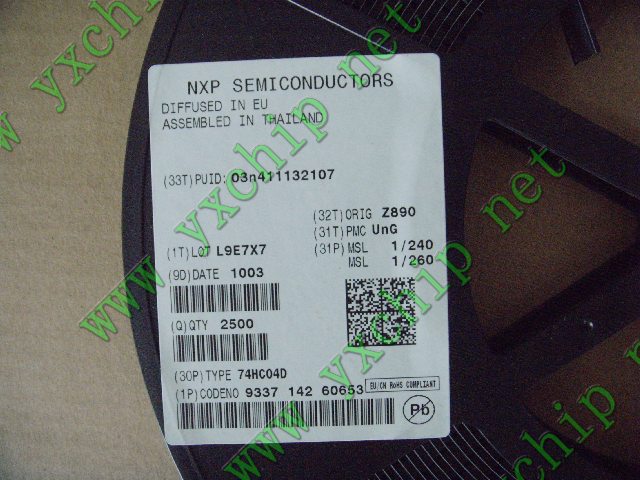 NXP SEMICONDUCTORS
DIFFUSED IN EU
ASSEMBLED IN THAILAND
(33T)PUID: 03n411132107
(32T)ORIG Z890
(31T)PMC UnG
(1T)LOT L9E7X7
(31P)MSL 1/240
MSL 1/260
(9D)DATE 1003
(Q)QTY 2500
(30P)TYPE 74HC04D
EU/CN RoHS COMPLIANT
(1P)CODENO 9337 142 60653
Pb
www.yxchip.net
www.yxchip.net
www.yxchip.net
yxchip.net